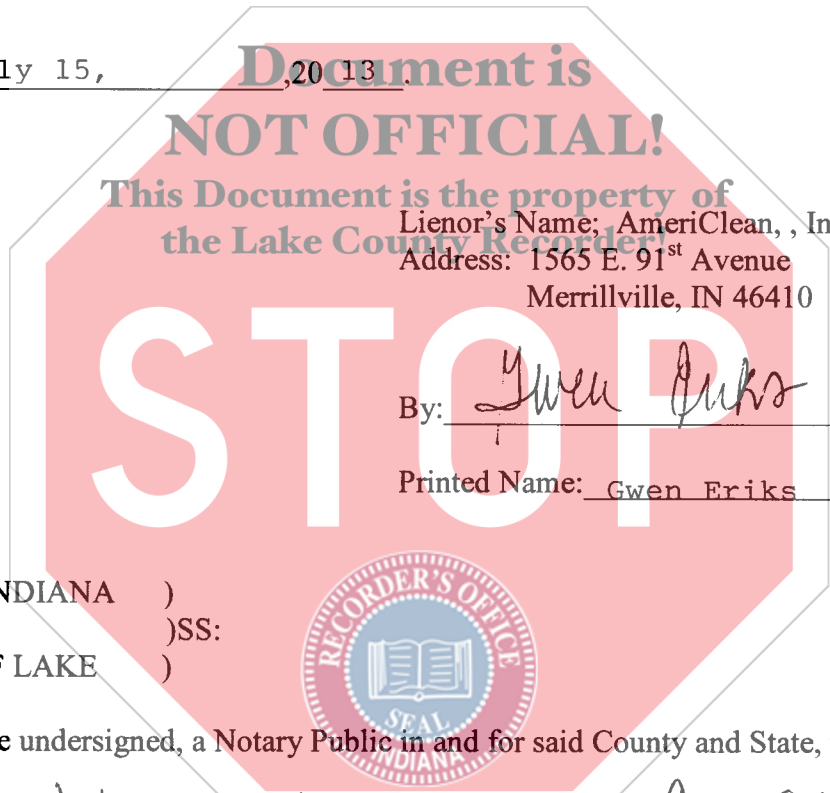 ly 15, ,20 13 .
Document is
NOT OFFICIAL!
This Document is the property of
the Lake County Recorder!
Lienor's Name; AmeriClean, , In
Address: 1565 E. 91st Avenue
Merrillville, IN 46410
By: Gwen Eriks
Printed Name: Gwen Eriks
STOP
NDIANA )
)SS:
F LAKE )
RECORDER'S OFFICE
SEAL
INDIANA
e undersigned, a Notary Public in and for said County and State,